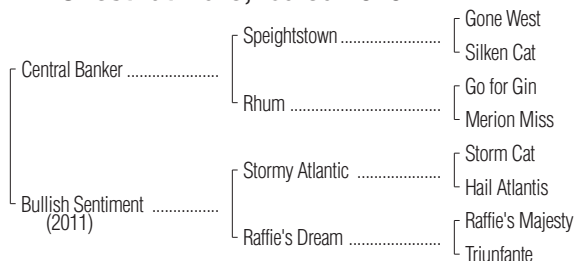 Gone West
Speightstown
Silken Cat
Central Banker
Go for Gin
Rhum
Merion Miss
Storm Cat
Stormy Atlantic
Hail Atlantis
Bullish Sentiment
(2011)
Raffie's Majesty
Raffie's Dream
Triunfante